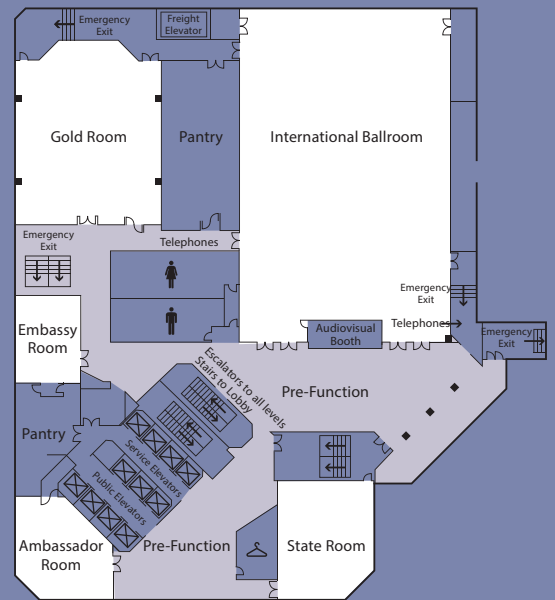 Emergency
Exit
Freight
Elevator
Gold Room
Pantry
International Ballroom
Emergency
Exit
Telephones
Emergency
Exit
Embassy
Room
Audiovisual
Booth
Telephones
Emergency
Exit
Escalators to all levels
Stairs to Lobby
Pre-Function
Pantry
Service Elevators
Public Elevators
Ambassador
Room
Pre-Function
State Room